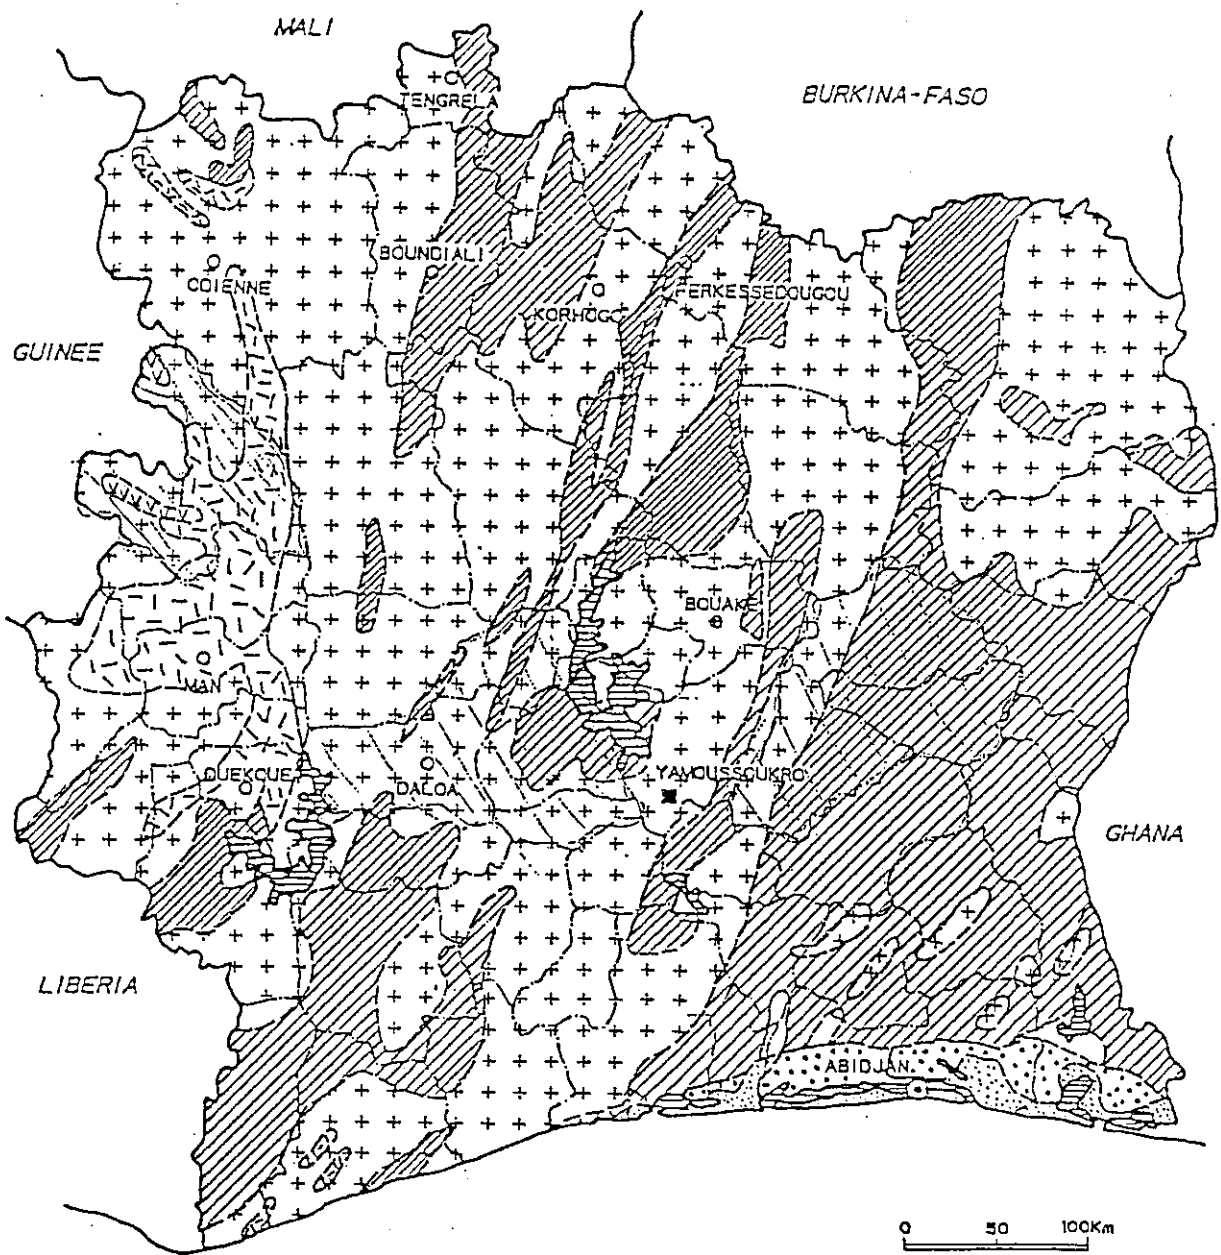 MALI
BURKINA-FASO
TENGRELA
BOUNDIALI
ODIENNE
FERKESSEDOUGOU
KORHOGO
GUINEE
BOUAKE
MAN
DUEKOUE
DALOA
YAMOUSSOUKRO
GHANA
LIBERIA
ABIDJAN
0 50 100Km